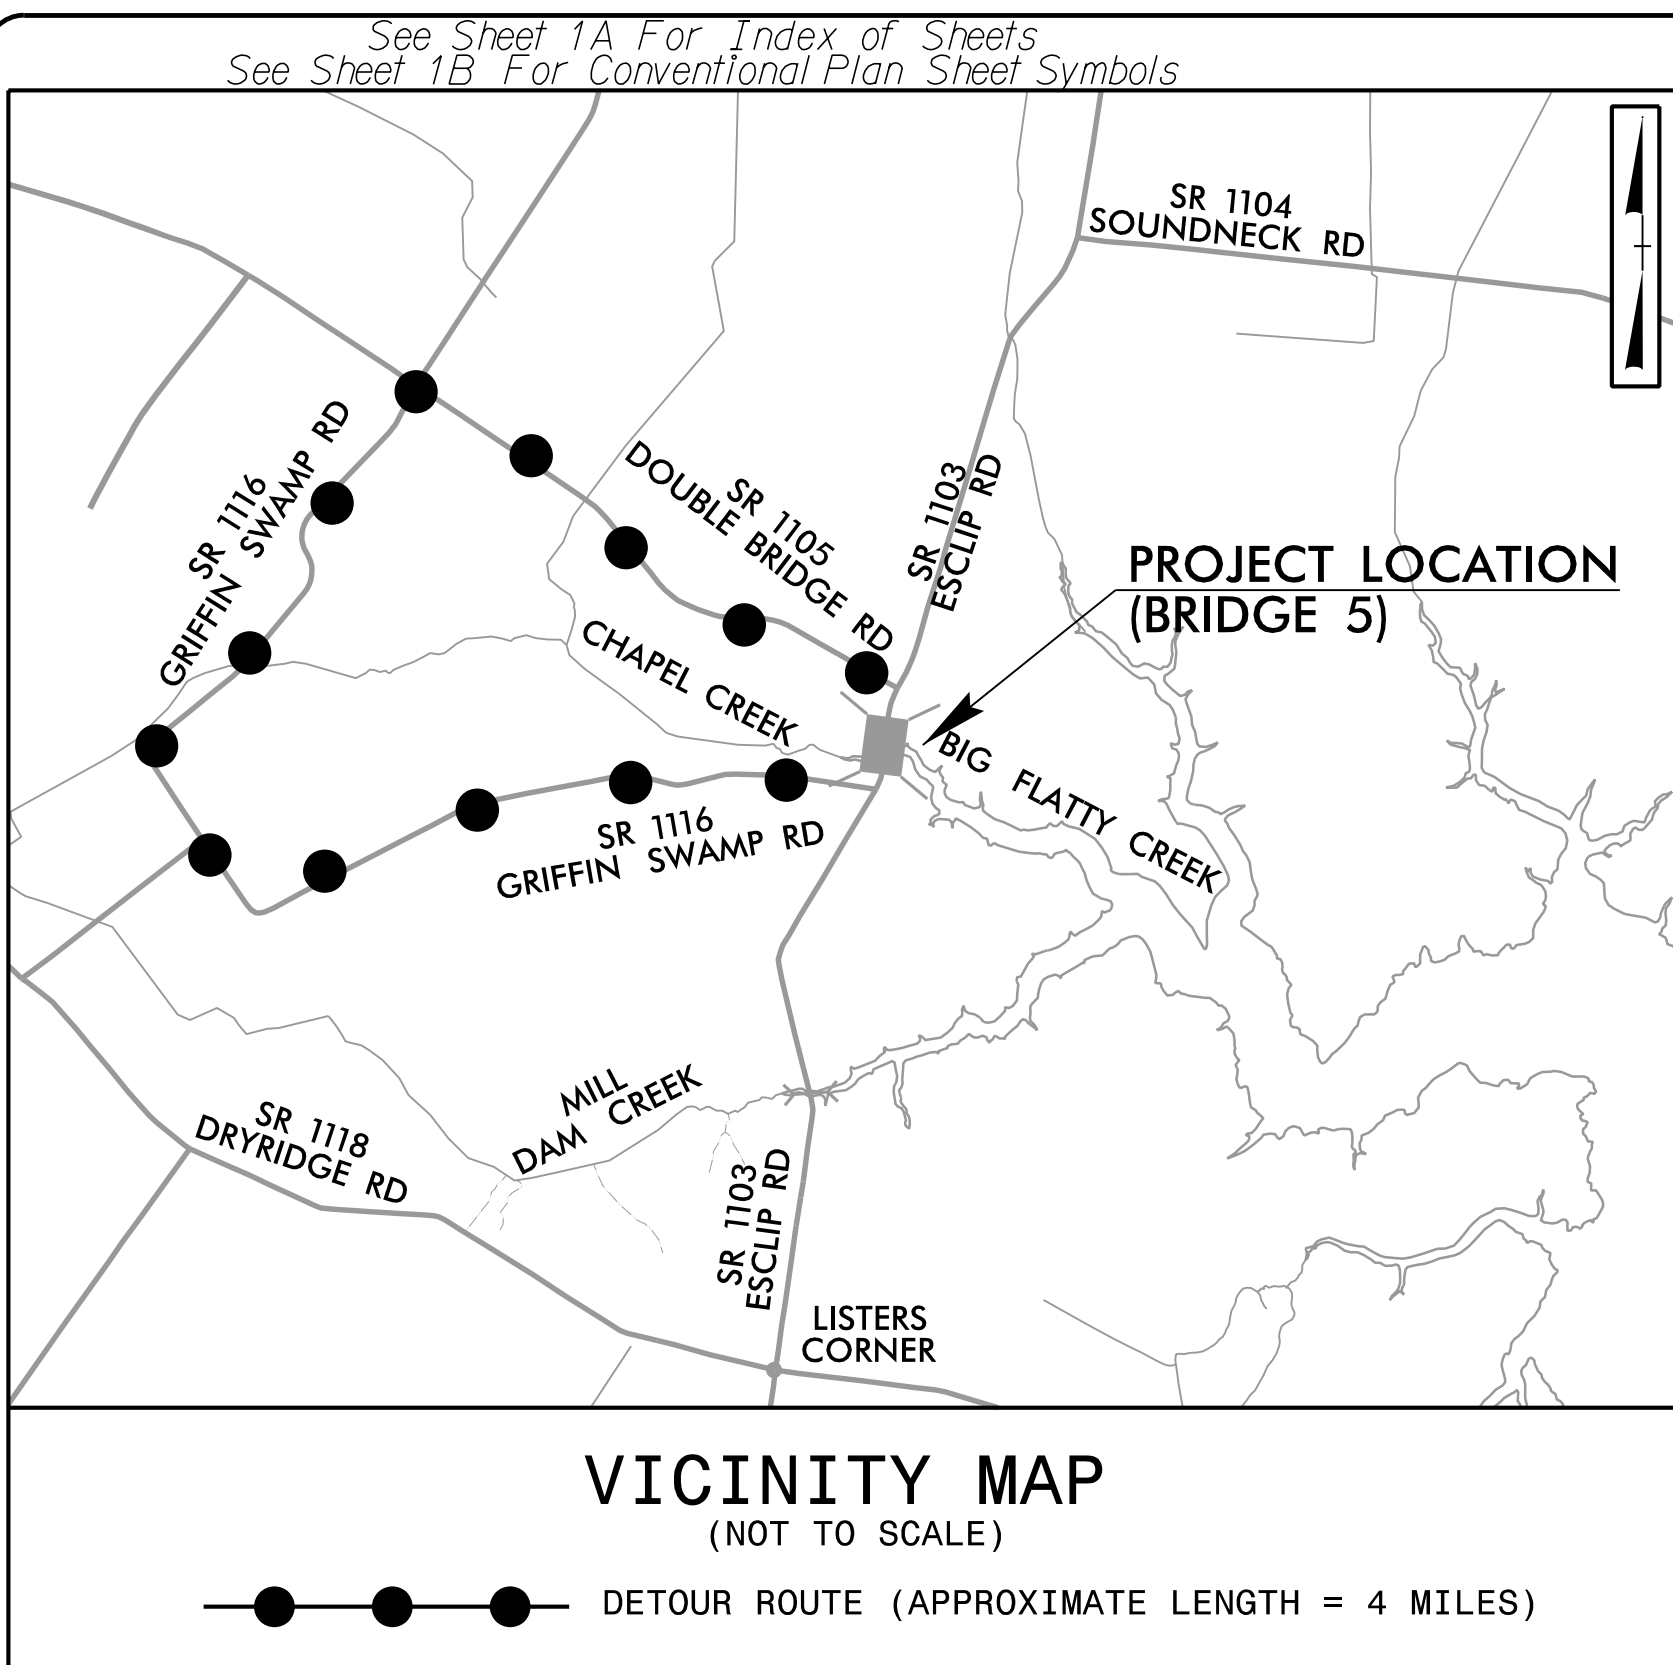 See Sheet 1A For Index of Sheets
See Sheet 1B For Conventional Plan Sheet Symbols
SR 1104
SOUNDNECK RD
SR 1116
GRIFFIN SWAMP RD
SR 1105
DOUBLE BRIDGE RD
SR 1103
ESCLIP RD
PROJECT LOCATION
(BRIDGE 5)
CHAPEL CREEK
BIG FLATTY CREEK
SR 1116
GRIFFIN SWAMP RD
MILL
DAM CREEK
SR 1118
DRYRIDGE RD
SR 1103
ESCLIP RD
LISTERS
CORNER
VICINITY MAP
(NOT TO SCALE)
DETOUR ROUTE (APPROXIMATE LENGTH = 4 MILES)